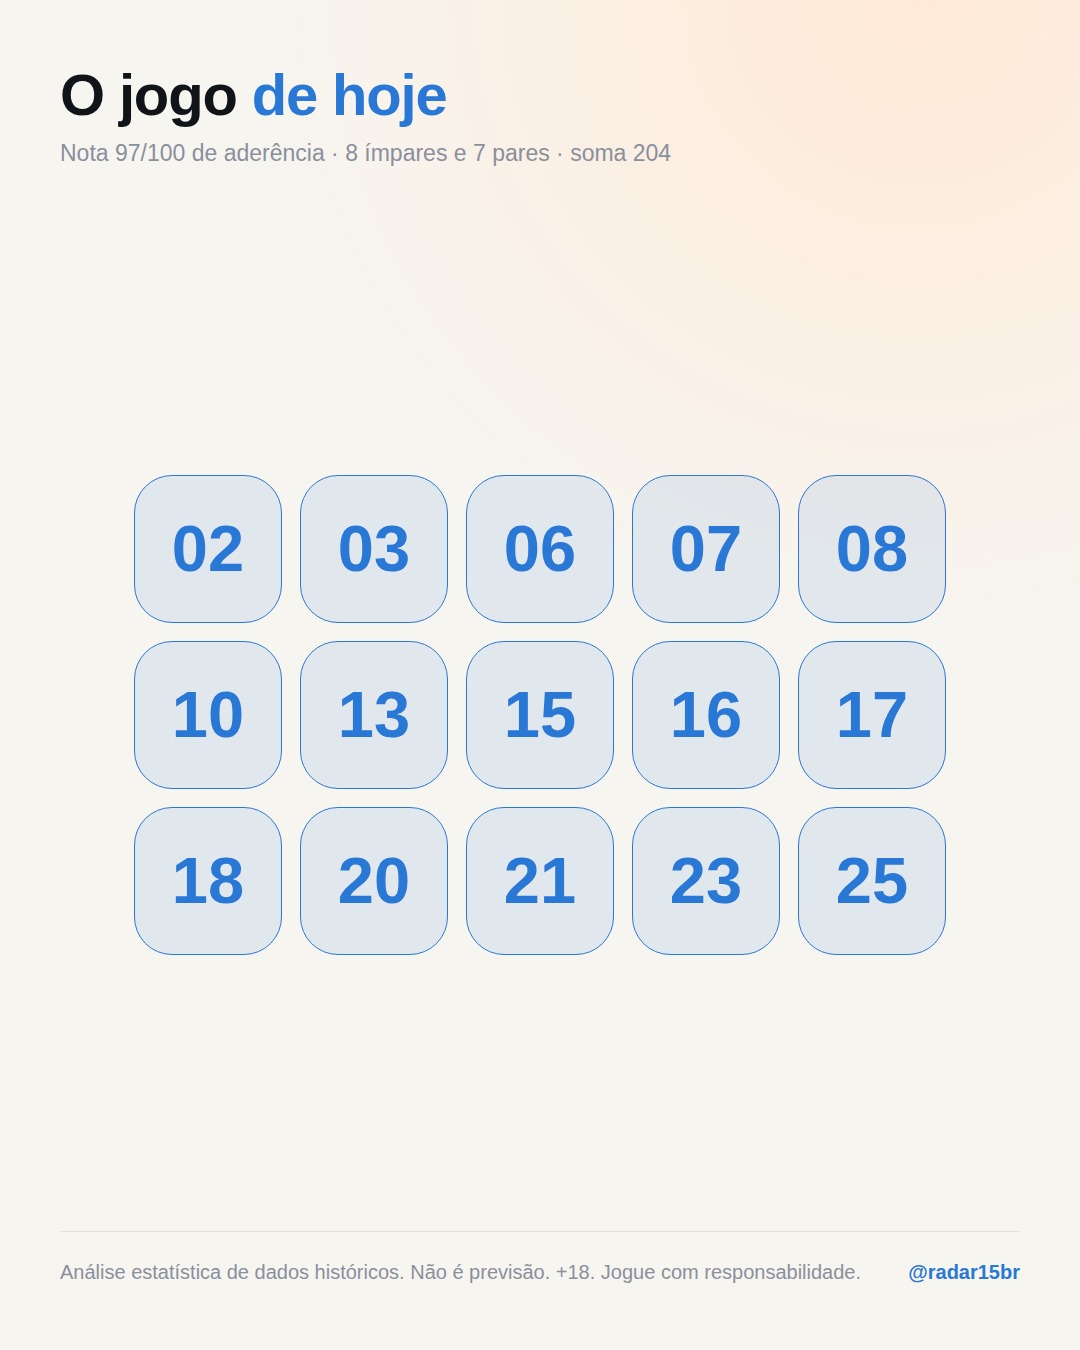 O jogo de hoje
Nota 97/100 de aderência · 8 ímpares e 7 pares · soma 204
02 03 06 07 08
10 13 15 16 17
18 20 21 23 25
Análise estatística de dados históricos. Não é previsão. +18. Jogue com responsabilidade. @radar15br